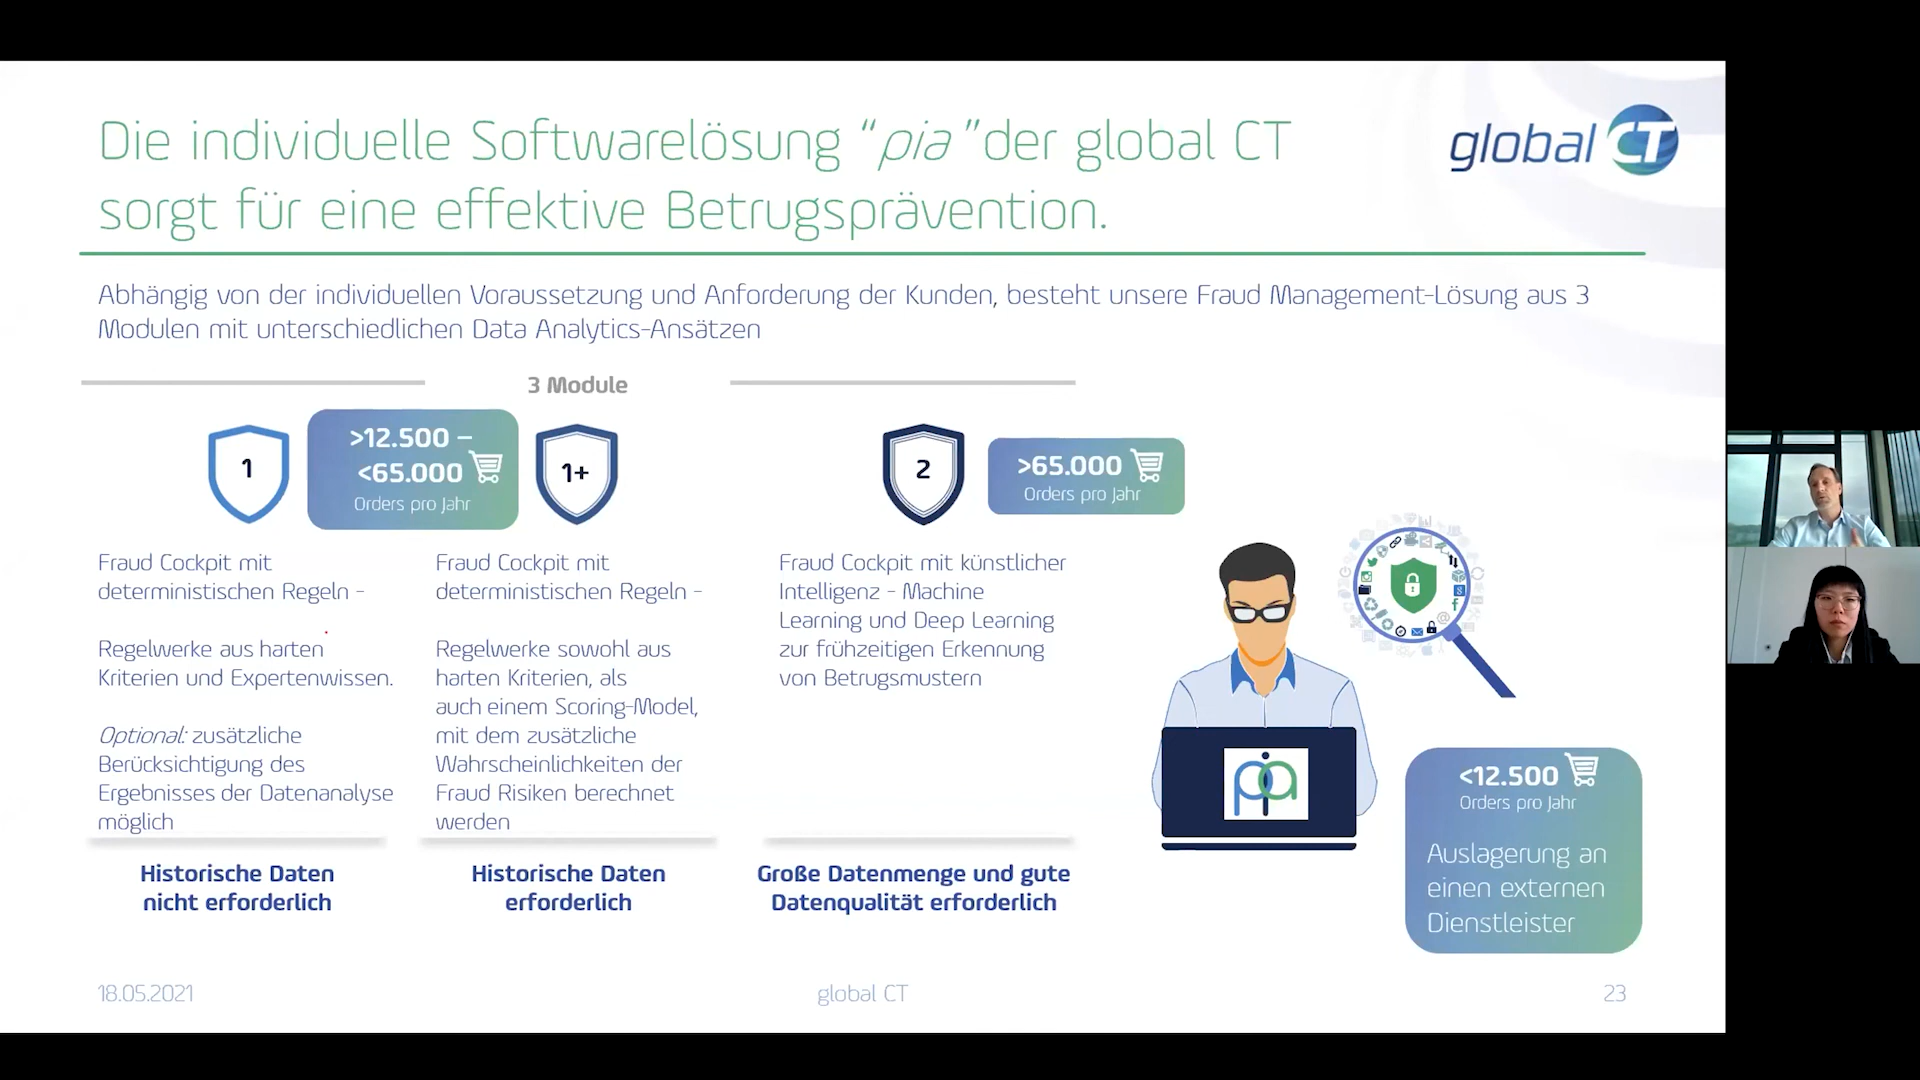 Die individuelle Softwarelösung “pia” der global CT
sorgt für eine effektive Betrugsprävention.
global CT
Abhängig von der individuellen Voraussetzung und Anforderung der Kunden, besteht unsere Fraud Management-Lösung aus 3
Modulen mit unterschiedlichen Data Analytics-Ansätzen
3 Module
1
>12.500 –
<65.000
Orders pro Jahr
1+
2
>65.000
Orders pro Jahr
Fraud Cockpit mit
deterministischen Regeln -
Regelwerke aus harten
Kriterien und Expertenwissen.
Optional: zusätzliche
Berücksichtigung des
Ergebnisses der Datenanalyse
möglich
Historische Daten
nicht erforderlich
Fraud Cockpit mit
deterministischen Regeln -
Regelwerke sowohl aus
harten Kriterien, als
auch einem Scoring-Model,
mit dem zusätzliche
Wahrscheinlichkeiten der
Fraud Risiken berechnet
werden
Historische Daten
erforderlich
Fraud Cockpit mit künstlicher
Intelligenz - Machine
Learning und Deep Learning
zur frühzeitigen Erkennung
von Betrugsmustern
Große Datenmenge und gute
Datenqualität erforderlich
pia
<12.500
Orders pro Jahr
Auslagerung an
einen externen
Dienstleister
18.05.2021
global CT
23